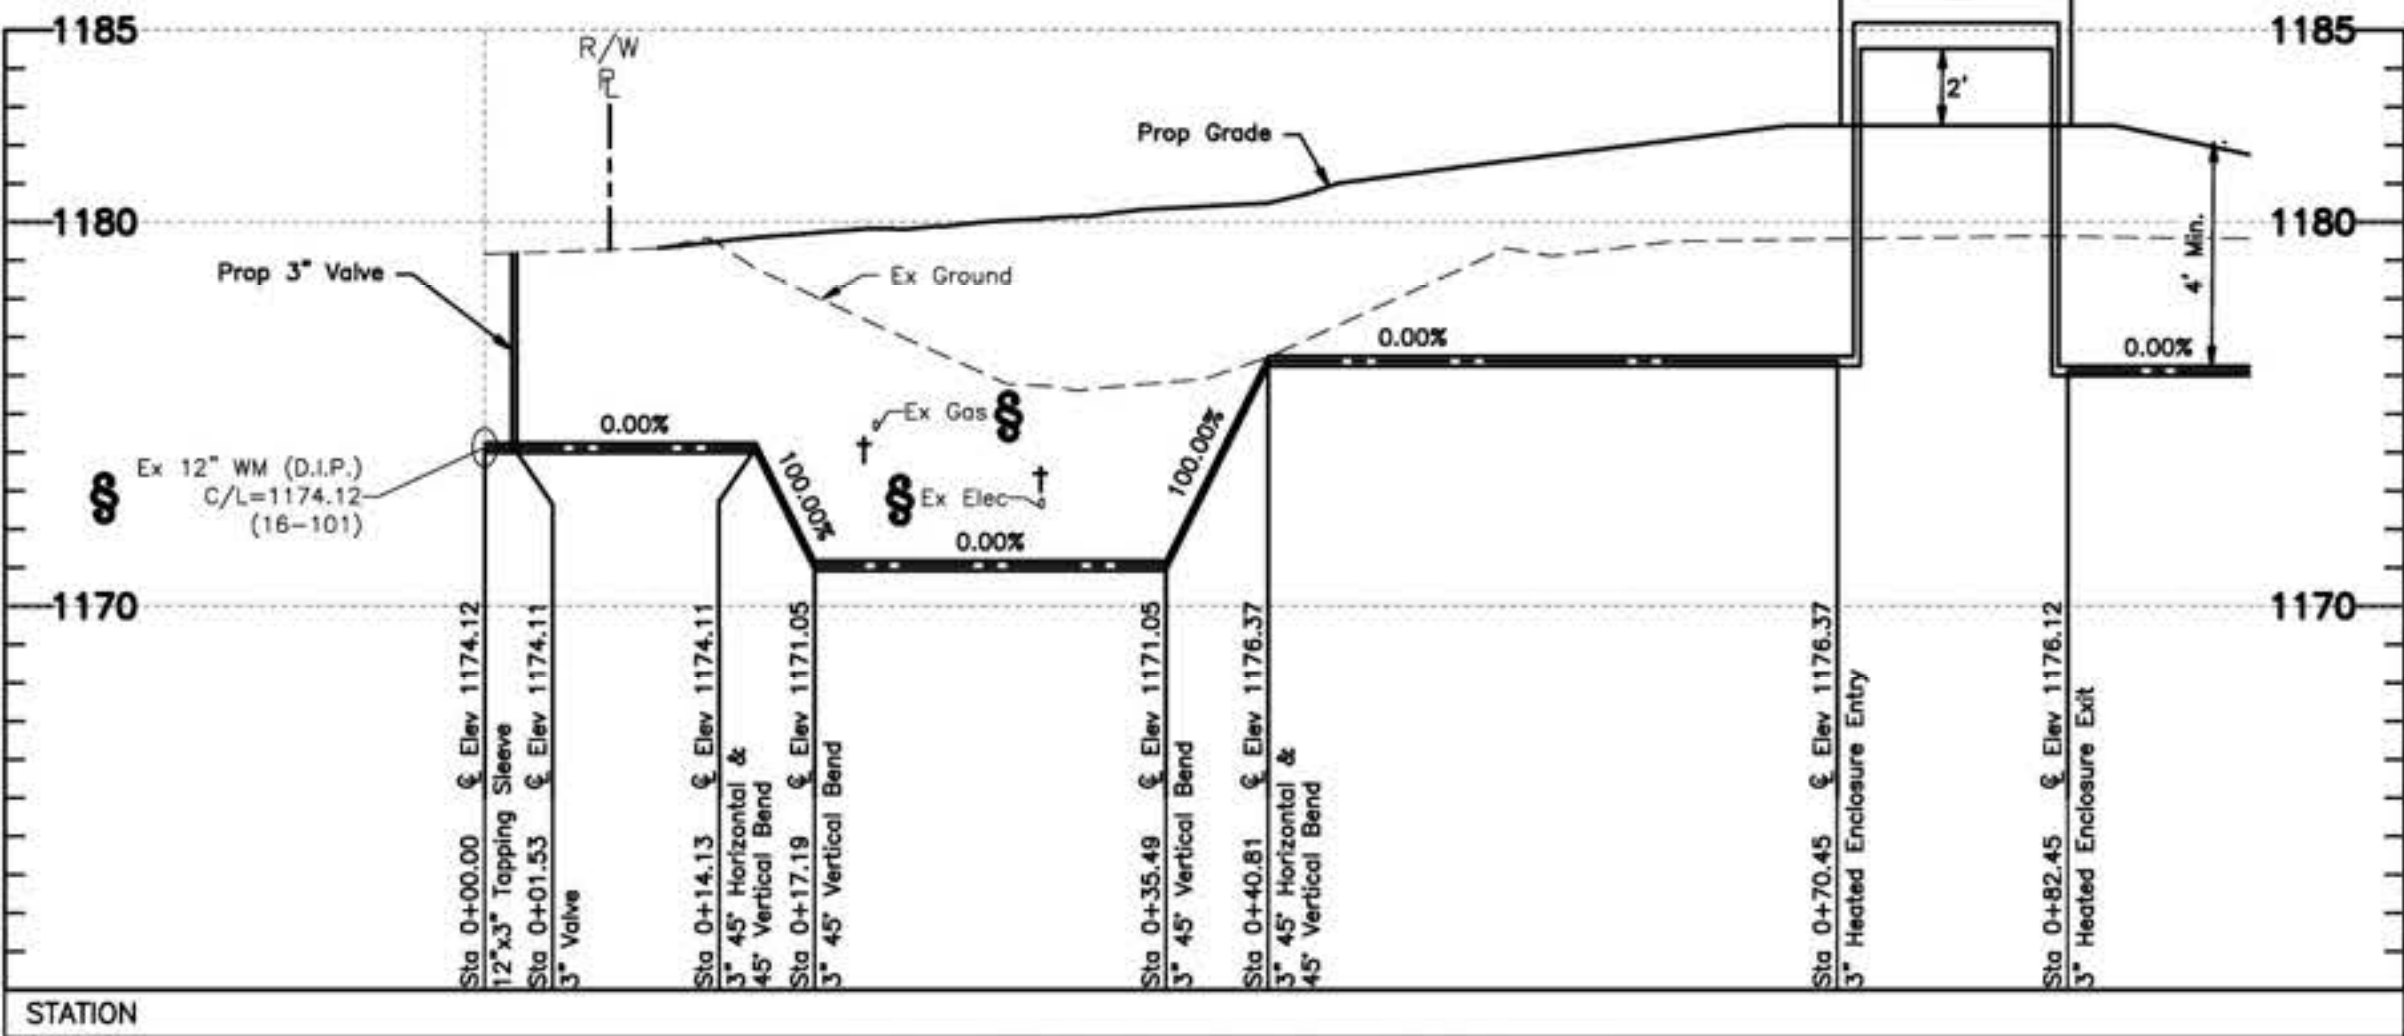 1185
1185
R/W
PL
2'
Prop Grade
1180
1180
4' Min.
Prop 3" Valve
Ex Ground
0.00%
0.00%
Ex Gas §
0.00%
100.00%
100.00%
§ Ex 12" WM (D.I.P.)
C/L=1174.12
(16-101)
§ Ex Elec
0.00%
1170
1170
Sta 0+00.00 ℄ Elev 1174.12
12"x3" Tapping Sleeve
Sta 0+01.53 ℄ Elev 1174.11
3" Valve
Sta 0+14.13 ℄ Elev 1174.11
3" 45° Horizontal &
45° Vertical Bend
Sta 0+17.19 ℄ Elev 1171.05
3" 45° Vertical Bend
Sta 0+35.49 ℄ Elev 1171.05
3" 45° Vertical Bend
Sta 0+40.81 ℄ Elev 1176.37
3" 45° Horizontal &
45° Vertical Bend
Sta 0+70.45 ℄ Elev 1176.37
3" Heated Enclosure Entry
Sta 0+82.45 ℄ Elev 1176.12
3" Heated Enclosure Exit
STATION